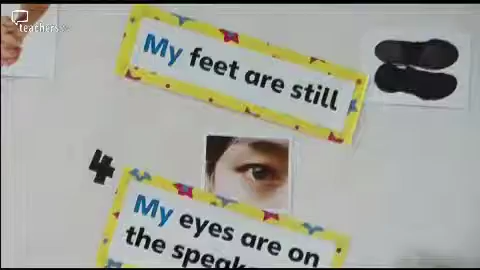 teachers
My feet are still
4
My eyes are on
the